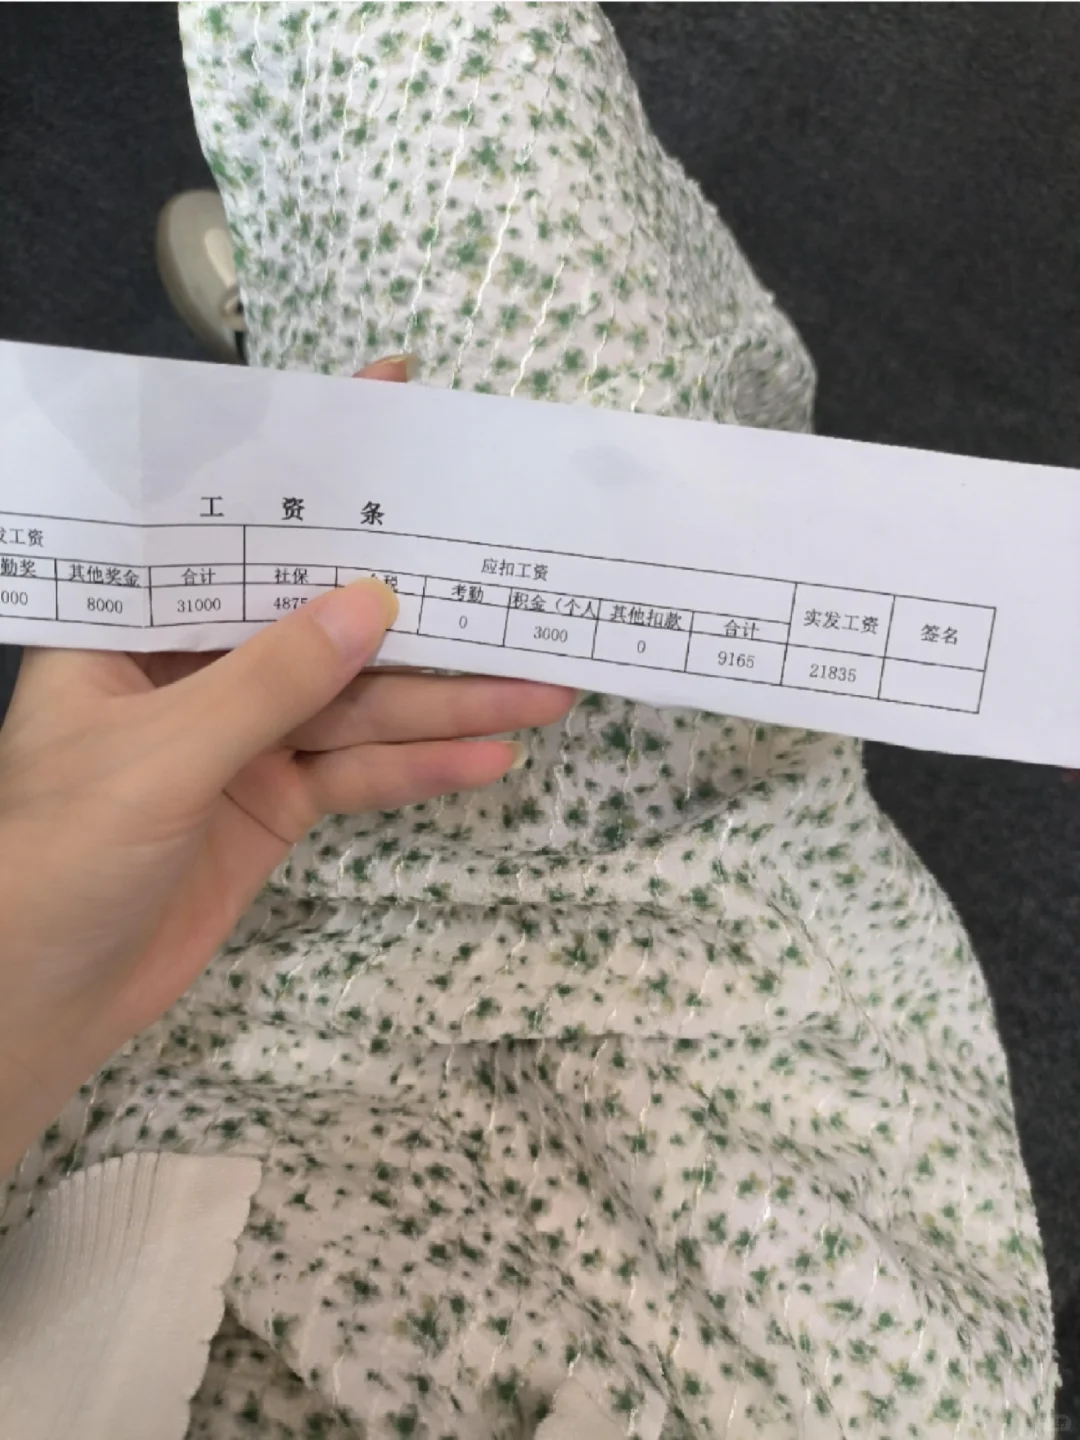 工 资 条
发工资 应扣工资 实发工资 签名
勤奖 其他奖金 合计 社保 税 考勤 积金（个人 其他扣款 合计
000 8000 31000 4875 0 3000 0 9165 21835